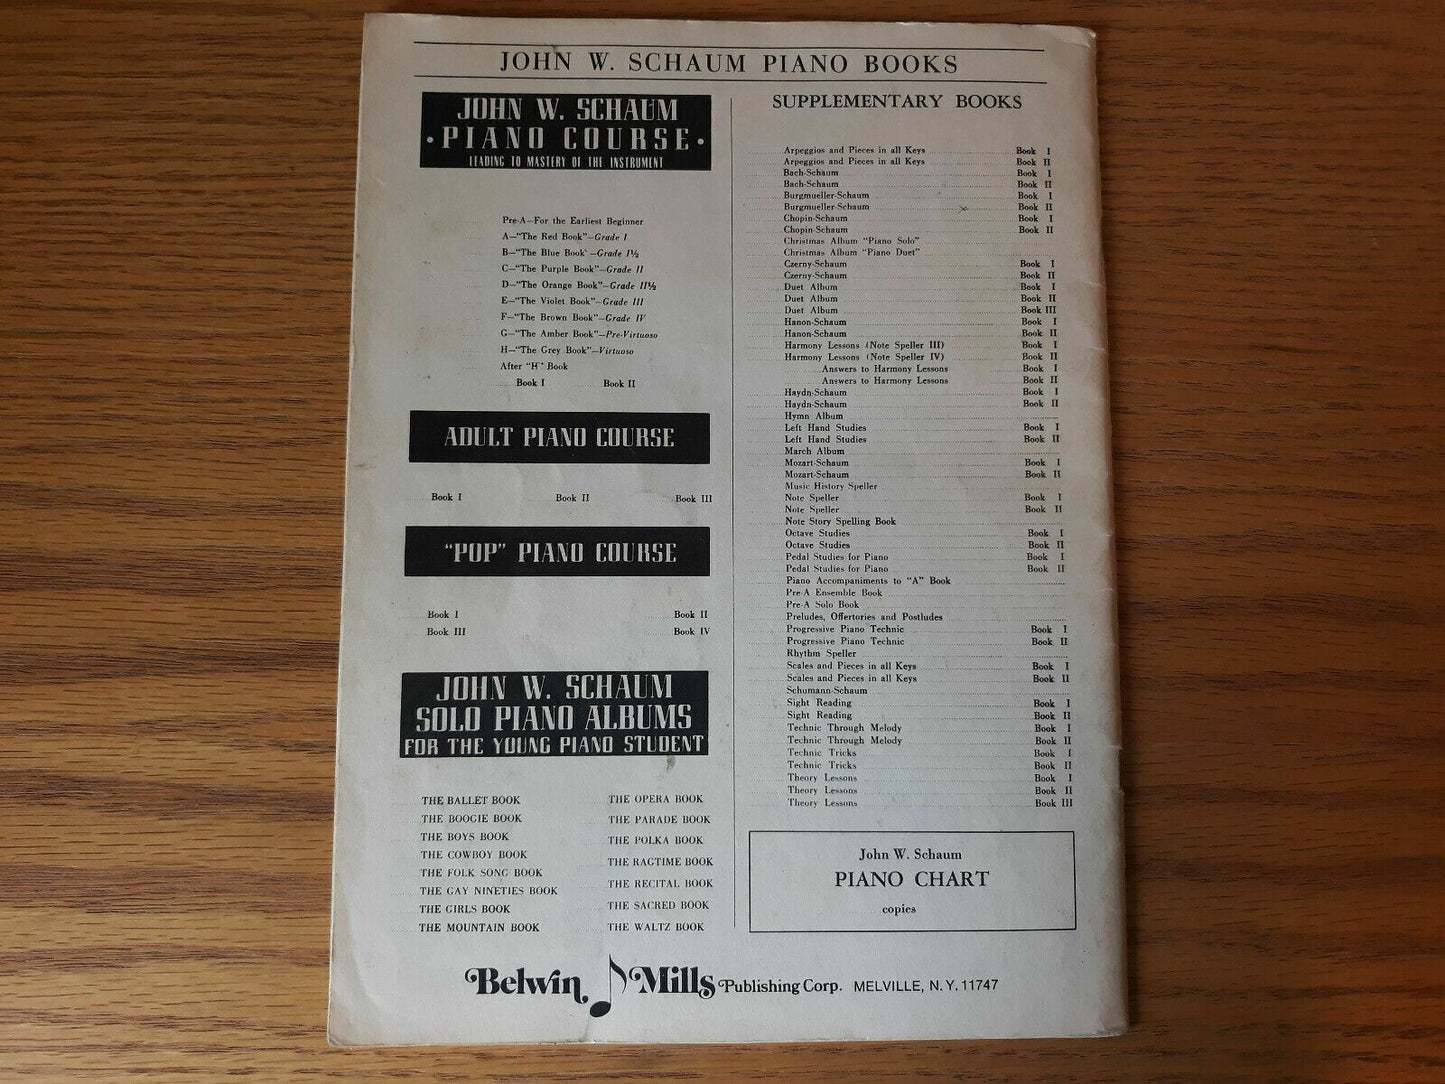 JOHN W. SCHAUM PIANO BOOKS
JOHN W. SCHAUM
• PIANO COURSE •
LEADING TO MASTERY OF THE INSTRUMENT
Pre-A—For the Earliest Beginner
A—"The Red Book"—Grade I
B—"The Blue Book"—Grade I½
C—"The Purple Book"—Grade II
D—"The Orange Book"—Grade II½
E—"The Violet Book"—Grade III
F—"The Brown Book"—Grade IV
G—"The Amber Book"—Pre-Virtuoso
H—"The Grey Book"—Virtuoso
After "H" Book
Book I Book II
ADULT PIANO COURSE
Book I Book II Book III
"POP" PIANO COURSE
Book I Book II
Book III Book IV
JOHN W. SCHAUM
SOLO PIANO ALBUMS
FOR THE YOUNG PIANO STUDENT
THE BALLET BOOK
THE BOOGIE BOOK
THE BOYS BOOK
THE COWBOY BOOK
THE FOLK SONG BOOK
THE GAY NINETIES BOOK
THE GIRLS BOOK
THE MOUNTAIN BOOK
THE OPERA BOOK
THE PARADE BOOK
THE POLKA BOOK
THE RAGTIME BOOK
THE RECITAL BOOK
THE SACRED BOOK
THE WALTZ BOOK
SUPPLEMENTARY BOOKS
Arpeggios and Pieces in all Keys Book I
Arpeggios and Pieces in all Keys Book II
Bach-Schaum Book I
Bach-Schaum Book II
Burgmueller-Schaum Book I
Burgmueller-Schaum Book II
Chopin-Schaum Book I
Chopin-Schaum Book II
Christmas Album "Piano Solo"
Christmas Album "Piano Duet"
Czerny-Schaum Book I
Czerny-Schaum Book II
Duet Album Book I
Duet Album Book II
Duet Album Book III
Hanon-Schaum Book I
Hanon-Schaum Book II
Harmony Lessons (Note Speller III) Book I
Harmony Lessons (Note Speller IV) Book II
Answers to Harmony Lessons Book I
Answers to Harmony Lessons Book II
Haydn-Schaum Book I
Haydn-Schaum Book II
Hymn Album
Left Hand Studies Book I
Left Hand Studies Book II
March Album
Mozart-Schaum Book I
Mozart-Schaum Book II
Music History Speller
Note Speller Book I
Note Speller Book II
Note Story Spelling Book
Octave Studies Book I
Octave Studies Book II
Pedal Studies for Piano Book I
Pedal Studies for Piano Book II
Piano Accompaniments to "A" Book
Pre-A Ensemble Book
Pre-A Solo Book
Preludes, Offertories and Postludes
Progressive Piano Technic Book I
Progressive Piano Technic Book II
Rhythm Speller
Scales and Pieces in all Keys Book I
Scales and Pieces in all Keys Book II
Schumann-Schaum
Sight Reading Book I
Sight Reading Book II
Technic Through Melody Book I
Technic Through Melody Book II
Technic Tricks Book I
Technic Tricks Book II
Theory Lessons Book I
Theory Lessons Book II
Theory Lessons Book III
John W. Schaum
PIANO CHART
copies
Belwin Mills Publishing Corp. MELVILLE, N. Y. 11747